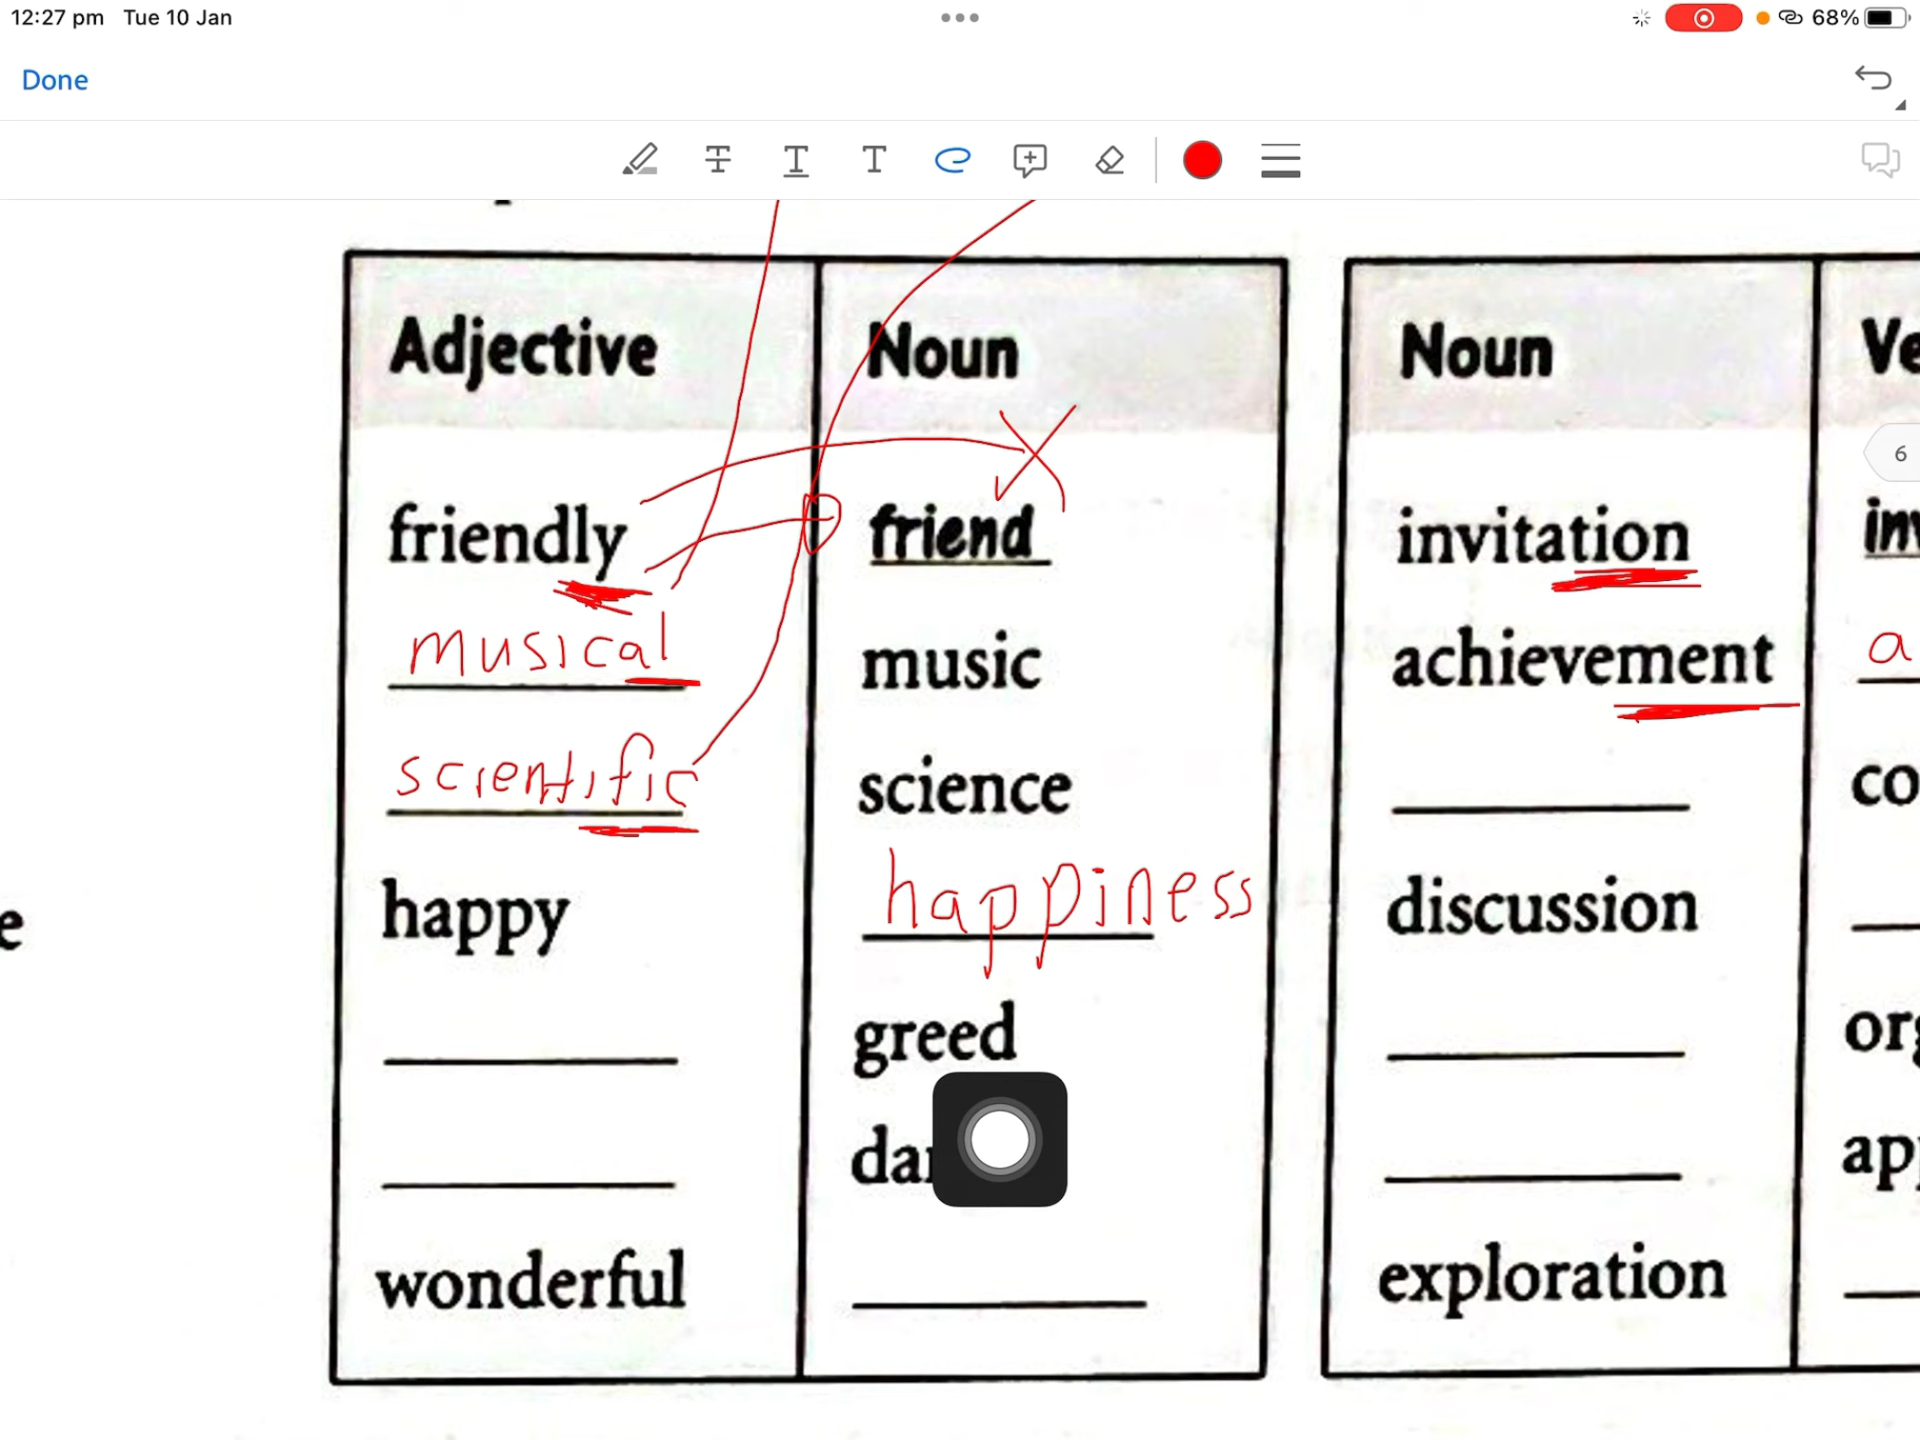 12:27 pm Tue 10 Jan
68%
Done
T T T
6
Adjective Noun
friendly friend
musical music
scientific science
happy happiness
greed
wonderful
Noun
invitation
achievement a
discussion
exploration
e